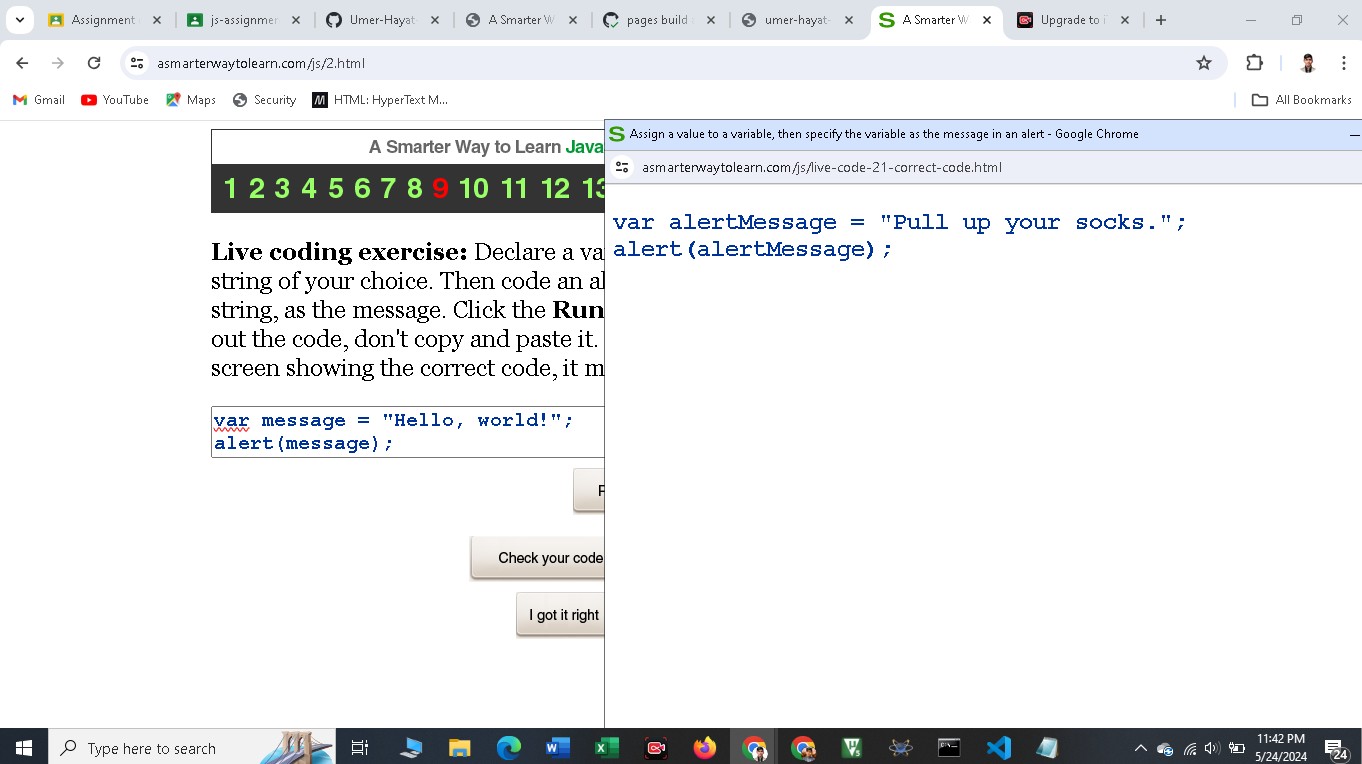 Assignment
js-assignmer
Umer-Hayat
A Smarter W
pages build
umer-hayat-
A Smarter W
Upgrade to i
asmarterwaytolearn.com/js/2.html
Gmail YouTube Maps Security HTML: HyperText M... All Bookmarks
A Smarter Way to Learn Java
1 2 3 4 5 6 7 8 9 10 11 12 13
Live coding exercise: Declare a va
string of your choice. Then code an al
string, as the message. Click the Run
out the code, don't copy and paste it.
screen showing the correct code, it m
var message = "Hello, world!";
alert(message);
Check your code
I got it right
Assign a value to a variable, then specify the variable as the message in an alert - Google Chrome
asmarterwaytolearn.com/js/live-code-21-correct-code.html
var alertMessage = "Pull up your socks.";
alert(alertMessage);
Type here to search
11:42 PM
5/24/2024
24